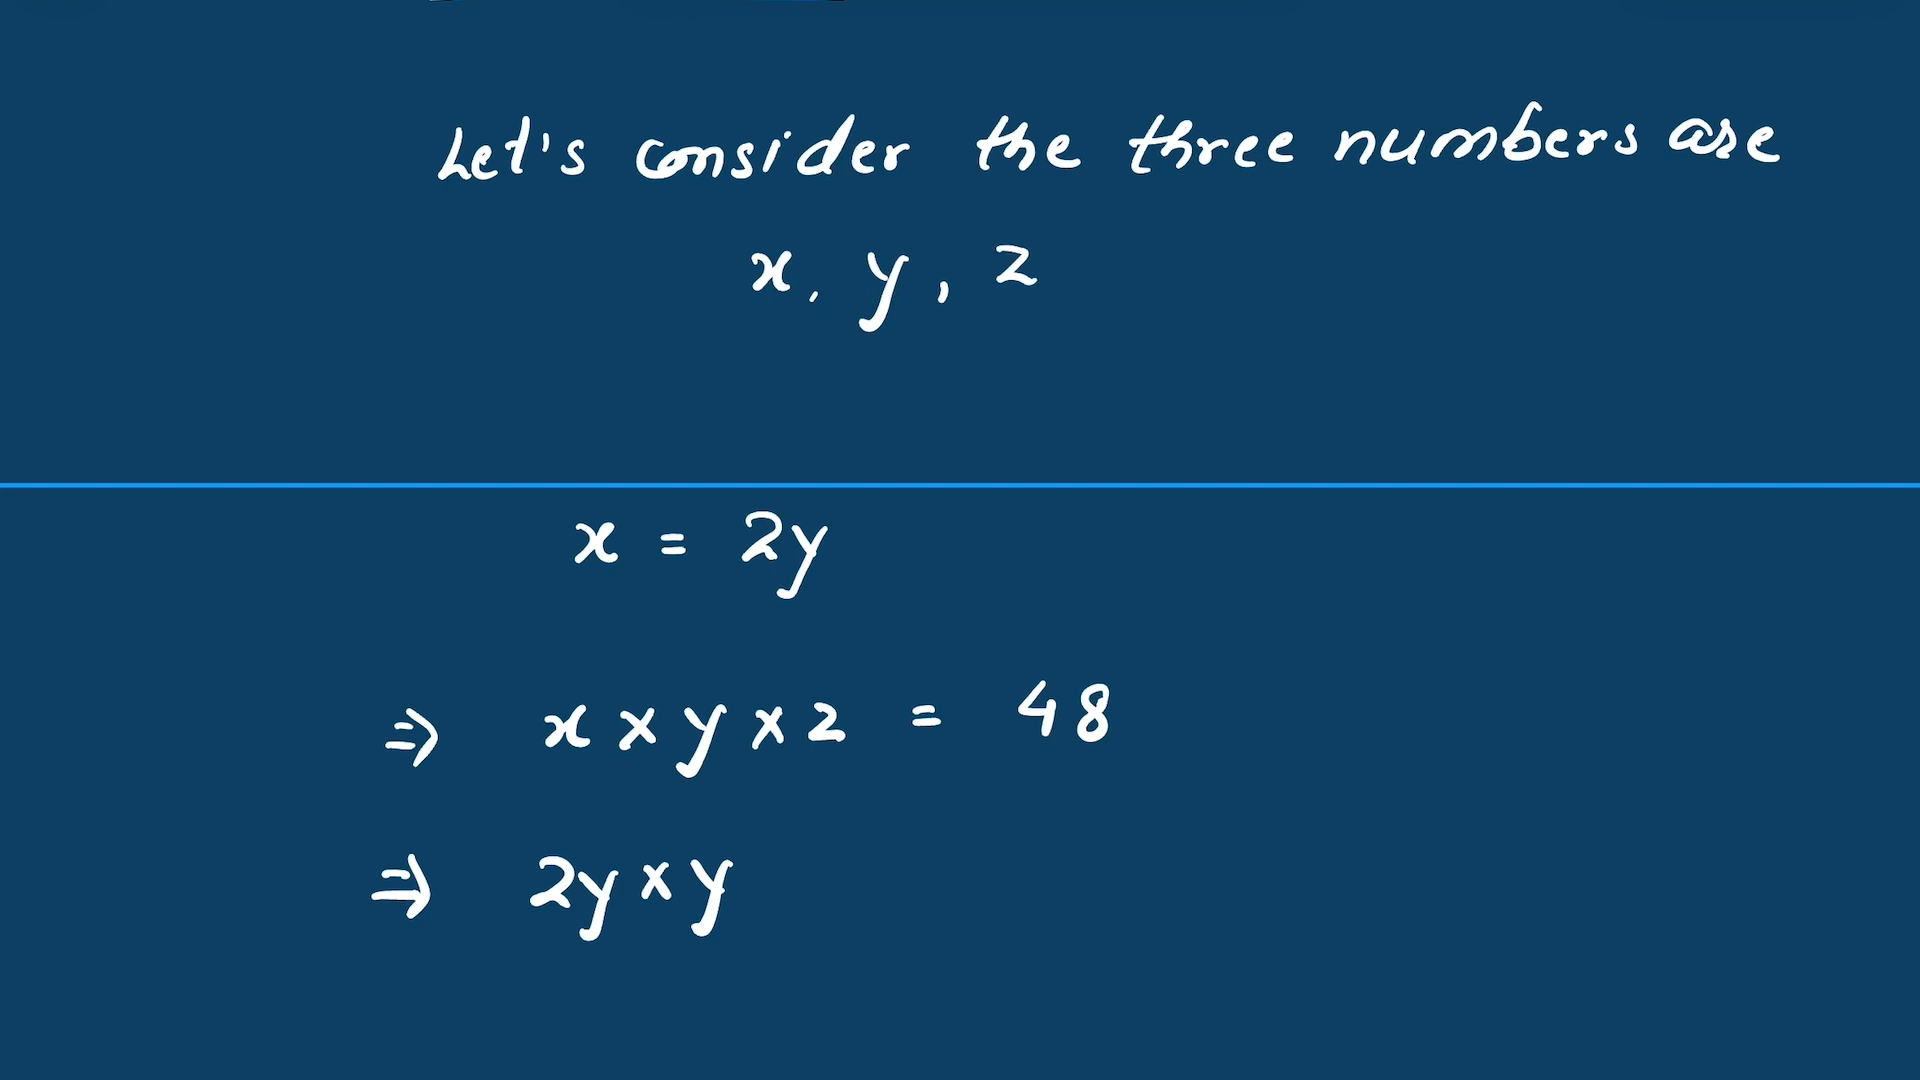 Let's consider the three numbers are
x, y, z
x = 2y
⇒ x × y × z = 48
⇒ 2y × y